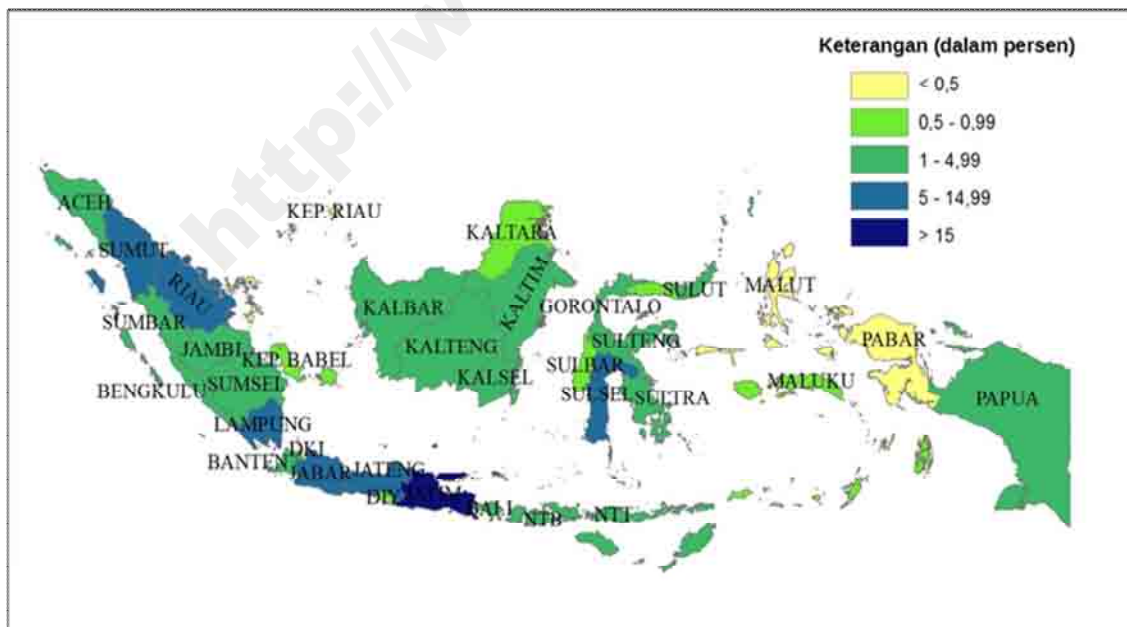 http://w
Keterangan (dalam persen)
< 0,5
0,5 - 0,99
1 - 4,99
5 - 14,99
> 15
ACEH
SUMUT
RIAU
KEP. RIAU
SUMBAR
JAMBI
KEP. BABEL
BENGKULU
SUMSEL
LAMPUNG
BANTEN
DKI
JABAR
JATENG
DIY
JATIM
BALI
NTB
NTT
KALBAR
KALTENG
KALSEL
KALTIM
KALTARA
GORONTALO
SULUT
SULTENG
SULBAR
SULSEL
SULTRA
MALUT
MALUKU
PABAR
PAPUA